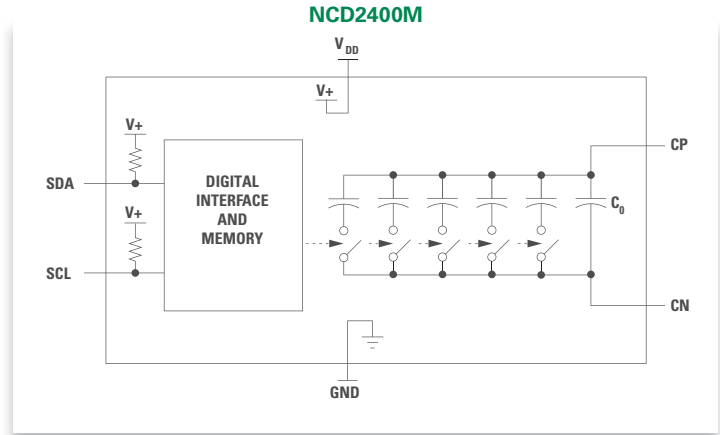 NCD2400M
VDD
V+
V+
SDA
DIGITAL
INTERFACE
AND
MEMORY
V+
SCL
CP
C0
CN
GND